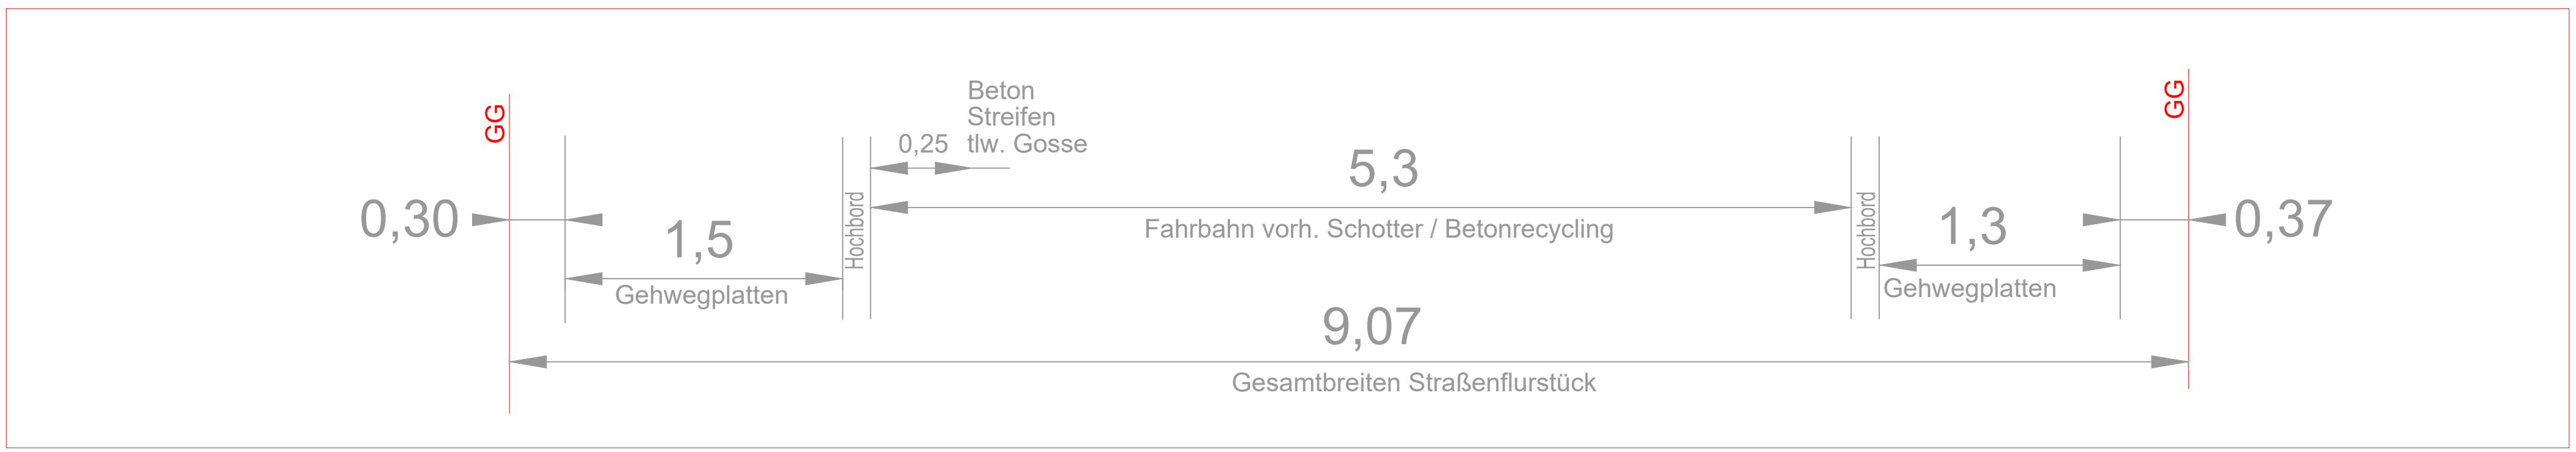 GG
GG
Beton
Streifen
0,25 tlw. Gosse
5,3
Hochbord
Hochbord
0,30
1,5
1,3
0,37
Fahrbahn vorh. Schotter / Betonrecycling
Gehwegplatten
Gehwegplatten
9,07
Gesamtbreiten Straßenflurstück